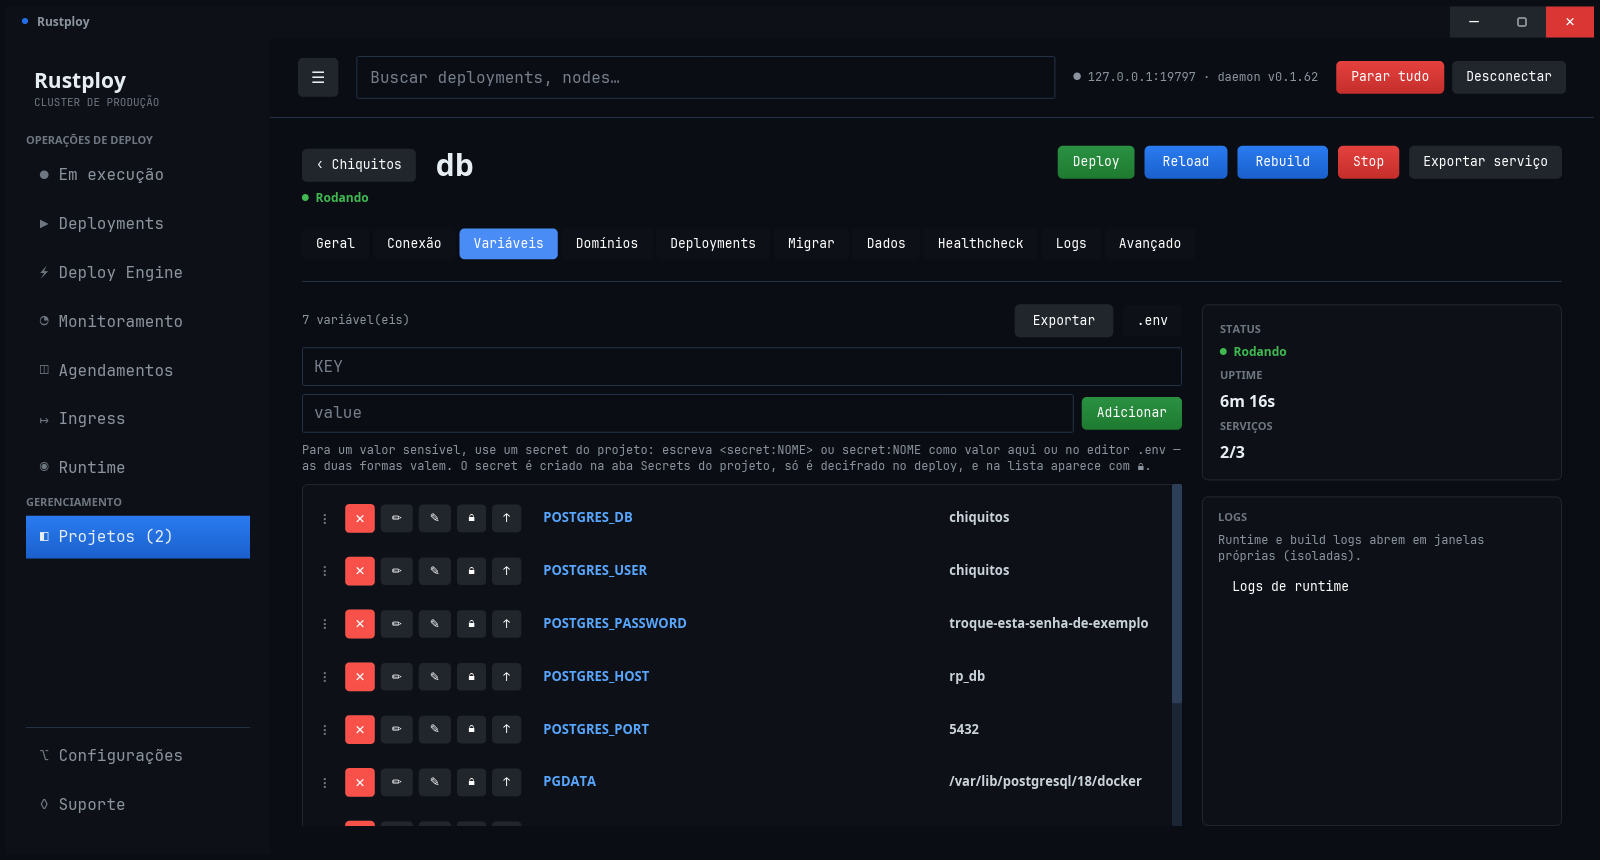 Rustploy
Rustploy
CLUSTER DE PRODUÇÃO
OPERAÇÕES DE DEPLOY
Em execução
Deployments
Deploy Engine
Monitoramento
Agendamentos
Ingress
Runtime
GERENCIAMENTO
Projetos (2)
Configurações
Suporte
Buscar deployments, nodes…
127.0.0.1:19797 · daemon v0.1.62
Parar tudo
Desconectar
‹ Chiquitos
db
Deploy
Reload
Rebuild
Stop
Exportar serviço
Rodando
Geral
Conexão
Variáveis
Domínios
Deployments
Migrar
Dados
Healthcheck
Logs
Avançado
7 variável(eis)
Exportar
.env
KEY
value
Adicionar
Para um valor sensível, use um secret do projeto: escreva <secret:NOME> ou secret:NOME como valor aqui ou no editor .env —
as duas formas valem. O secret é criado na aba Secrets do projeto, só é decifrado no deploy, e na lista aparece com 🔒.
POSTGRES_DB chiquitos
POSTGRES_USER chiquitos
POSTGRES_PASSWORD troque-esta-senha-de-exemplo
POSTGRES_HOST rp_db
POSTGRES_PORT 5432
PGDATA /var/lib/postgresql/18/docker
STATUS
Rodando
UPTIME
6m 16s
SERVIÇOS
2/3
LOGS
Runtime e build logs abrem em janelas
próprias (isoladas).
Logs de runtime